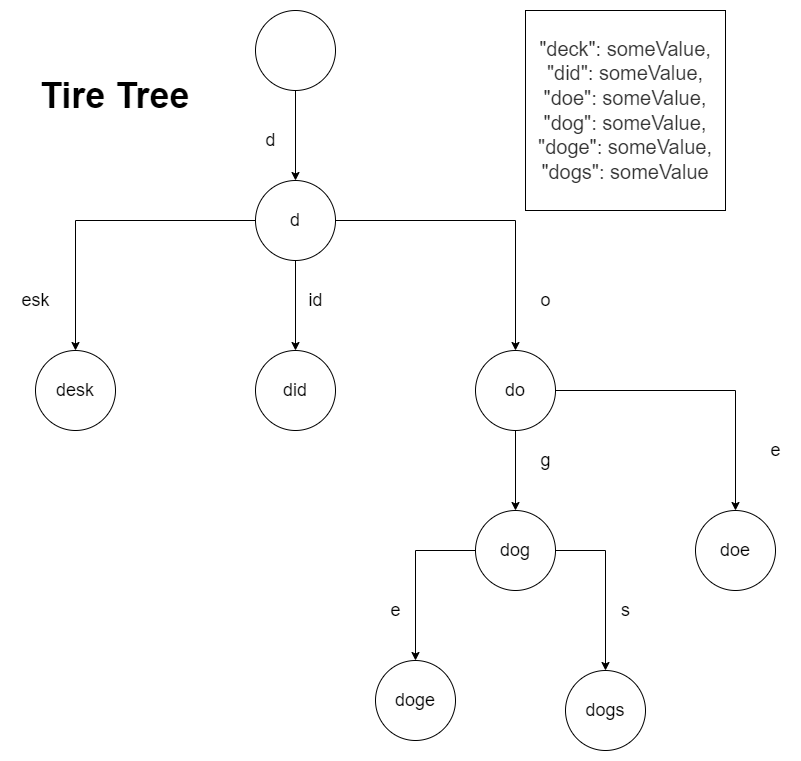 Tire Tree
"deck": someValue,
"did": someValue,
"doe": someValue,
"dog": someValue,
"doge": someValue,
"dogs": someValue
d
d
esk
id
o
desk
did
do
g
e
dog
doe
e
s
doge
dogs